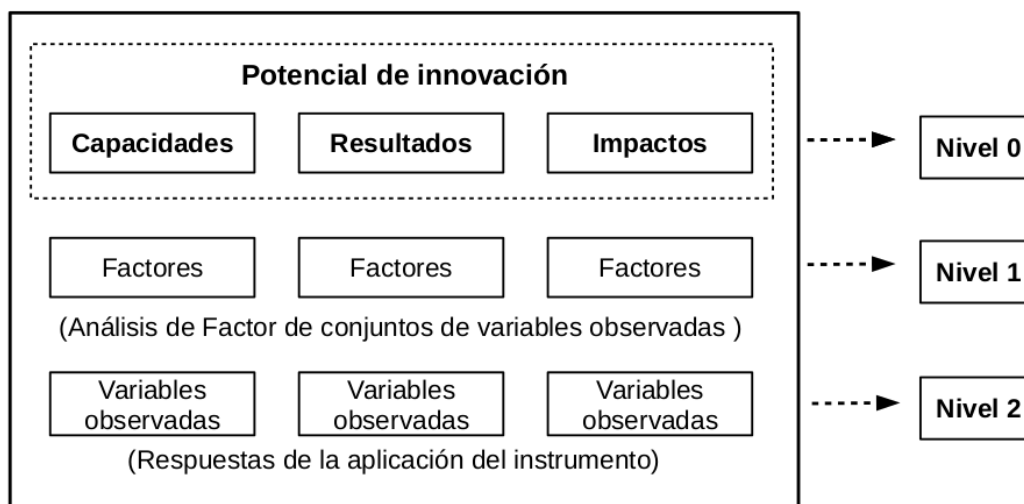 Potencial de innovación
Capacidades
Resultados
Impactos
Nivel 0
Factores
Factores
Factores
Nivel 1
(Análisis de Factor de conjuntos de variables observadas )
Variables
observadas
Variables
observadas
Variables
observadas
Nivel 2
(Respuestas de la aplicación del instrumento)